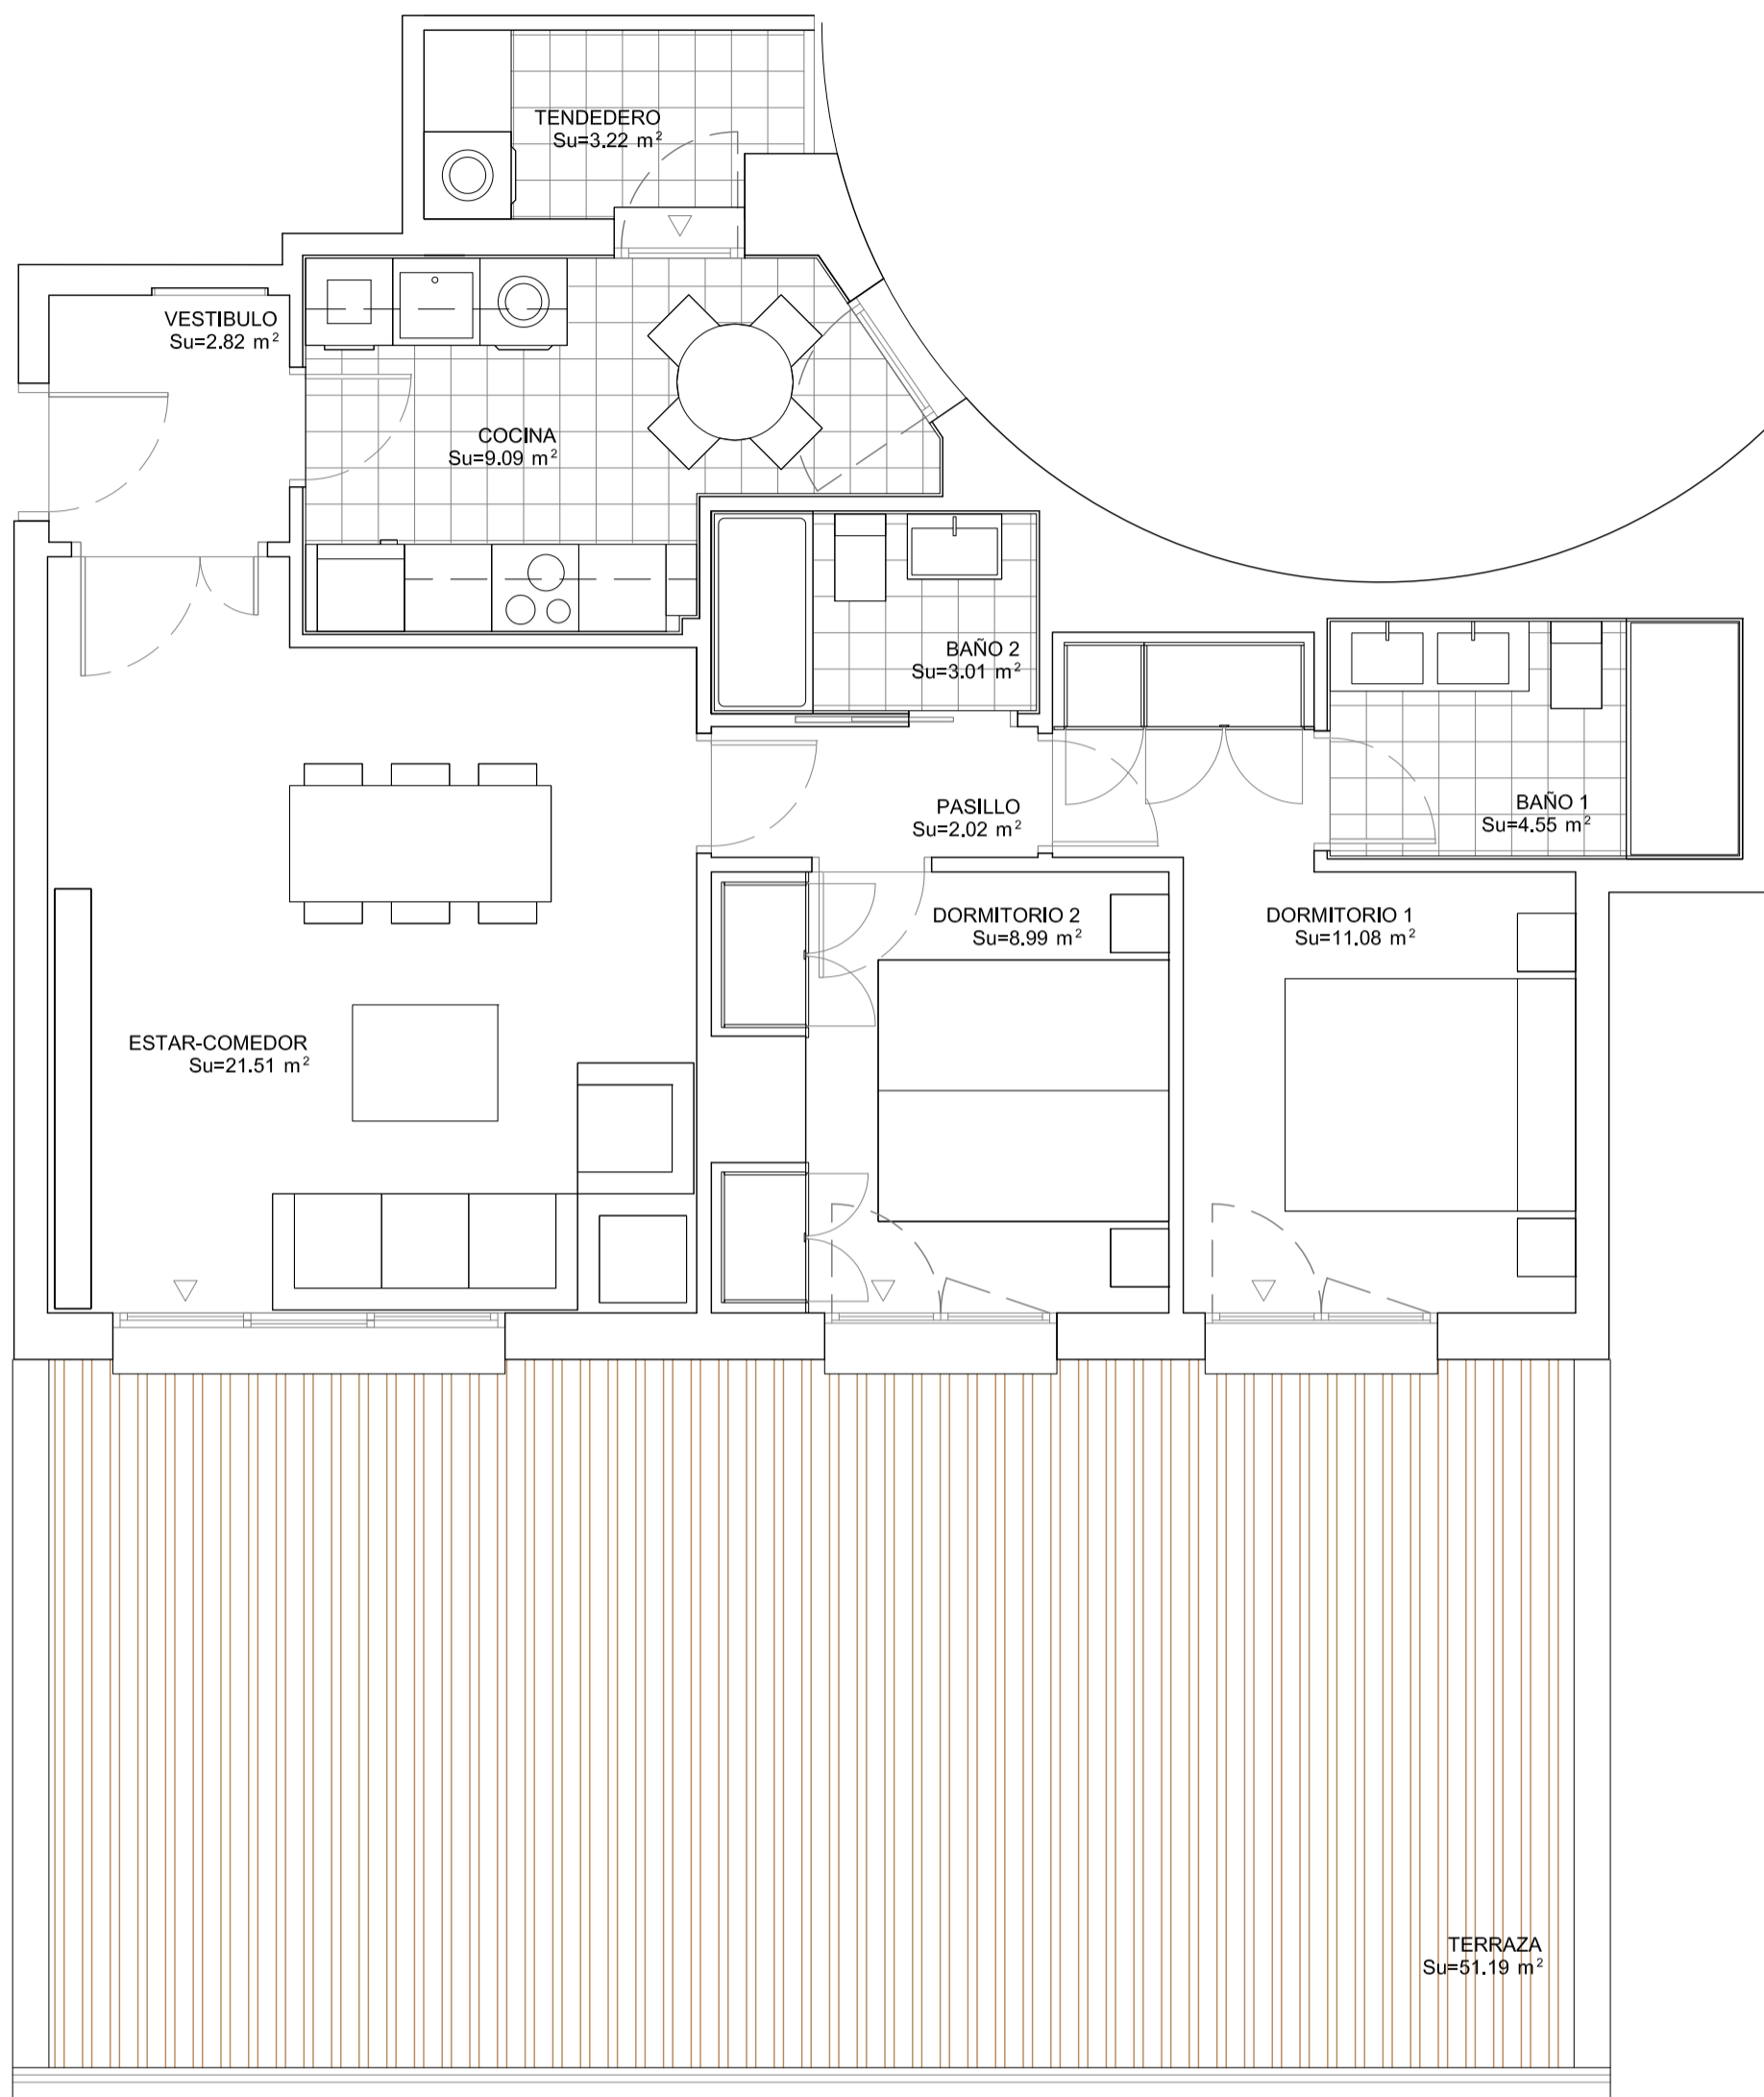 TENDEDERO
Su=3.22 m²
VESTIBULO
Su=2.82 m²
COCINA
Su=9.09 m²
BAÑO 2
Su=3.01 m²
PASILLO
Su=2.02 m²
BAÑO 1
Su=4.55 m²
DORMITORIO 2
Su=8.99 m²
DORMITORIO 1
Su=11.08 m²
ESTAR-COMEDOR
Su=21.51 m²
TERRAZA
Su=51.19 m²